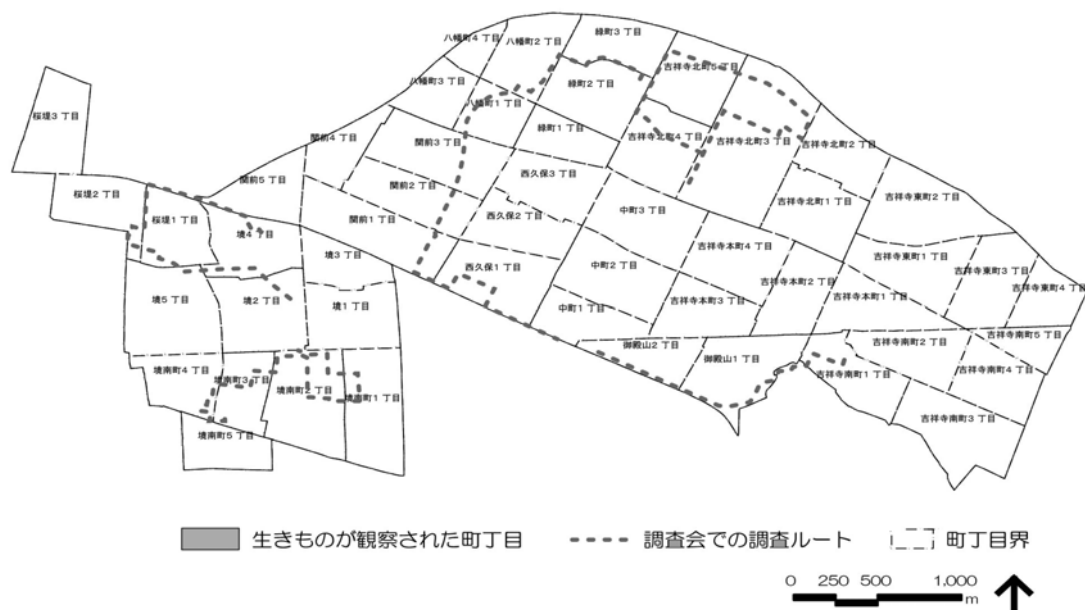 八幡町4 丁目
八幡町2 丁目
緑町3 丁目
吉祥寺北町5 丁目
八幡町3 丁目
緑町2 丁目
桜堤3 丁目
八幡町1 丁目
緑町1 丁目
関前4 丁目
関前3 丁目
吉祥寺北町4 丁目
吉祥寺北町3 丁目
吉祥寺北町2 丁目
関前5 丁目
関前2 丁目
西久保3 丁目
桜堤2 丁目
吉祥寺東町2 丁目
吉祥寺北町1 丁目
桜堤1 丁目
関前1 丁目
西久保2 丁目
中町3 丁目
境4 丁目
吉祥寺本町4 丁目
吉祥寺東町1 丁目
境3 丁目
西久保1 丁目
中町2 丁目
吉祥寺東町3 丁目
吉祥寺本町2 丁目
吉祥寺東町4 丁目
境5 丁目
境2 丁目
境1 丁目
中町1 丁目
吉祥寺本町3 丁目
吉祥寺本町1 丁目
吉祥寺南町5 丁目
御殿山2 丁目
吉祥寺南町2 丁目
御殿山1 丁目
境南町4 丁目
境南町3 丁目
境南町2 丁目
境南町1 丁目
吉祥寺南町1 丁目
吉祥寺南町4 丁目
吉祥寺南町3 丁目
境南町5 丁目
生きものが観察された町丁目
調査会での調査ルート
町丁目界
0 250 500 1,000
m